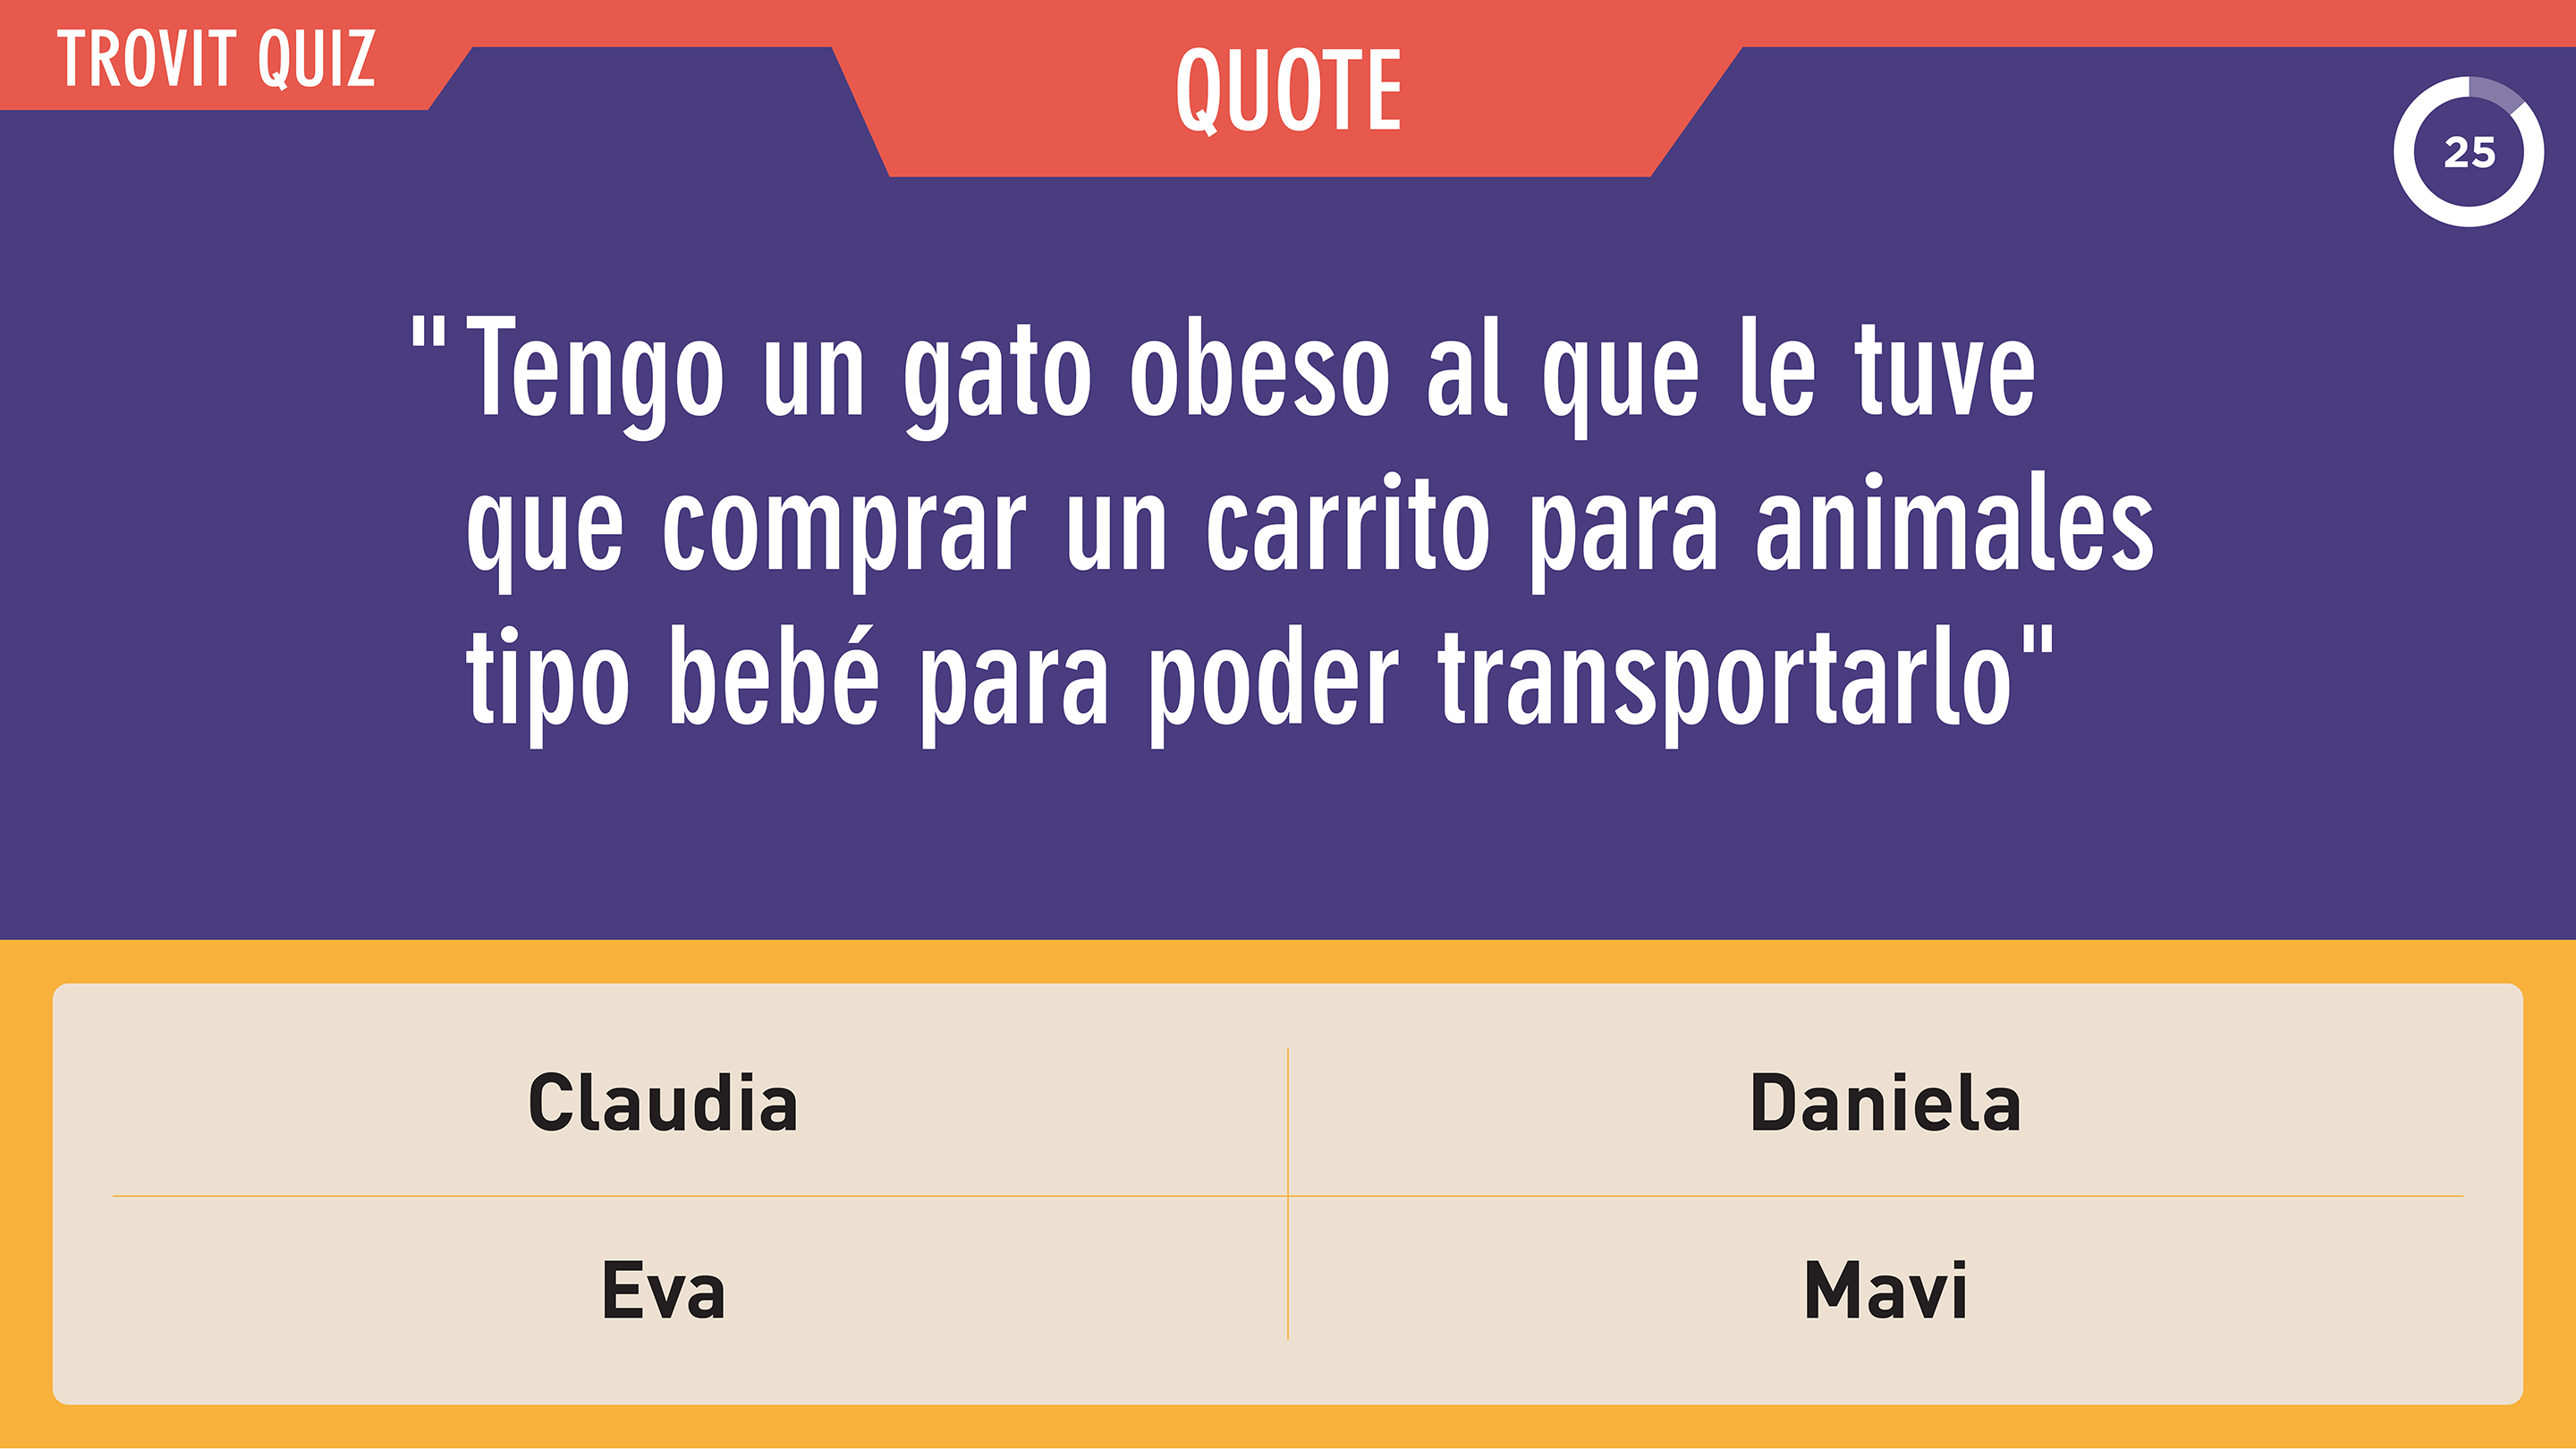 TROVIT QUIZ
QUOTE
25
"Tengo un gato obeso al que le tuve
que comprar un carrito para animales
tipo bebé para poder transportarlo"
Claudia
Daniela
Eva
Mavi